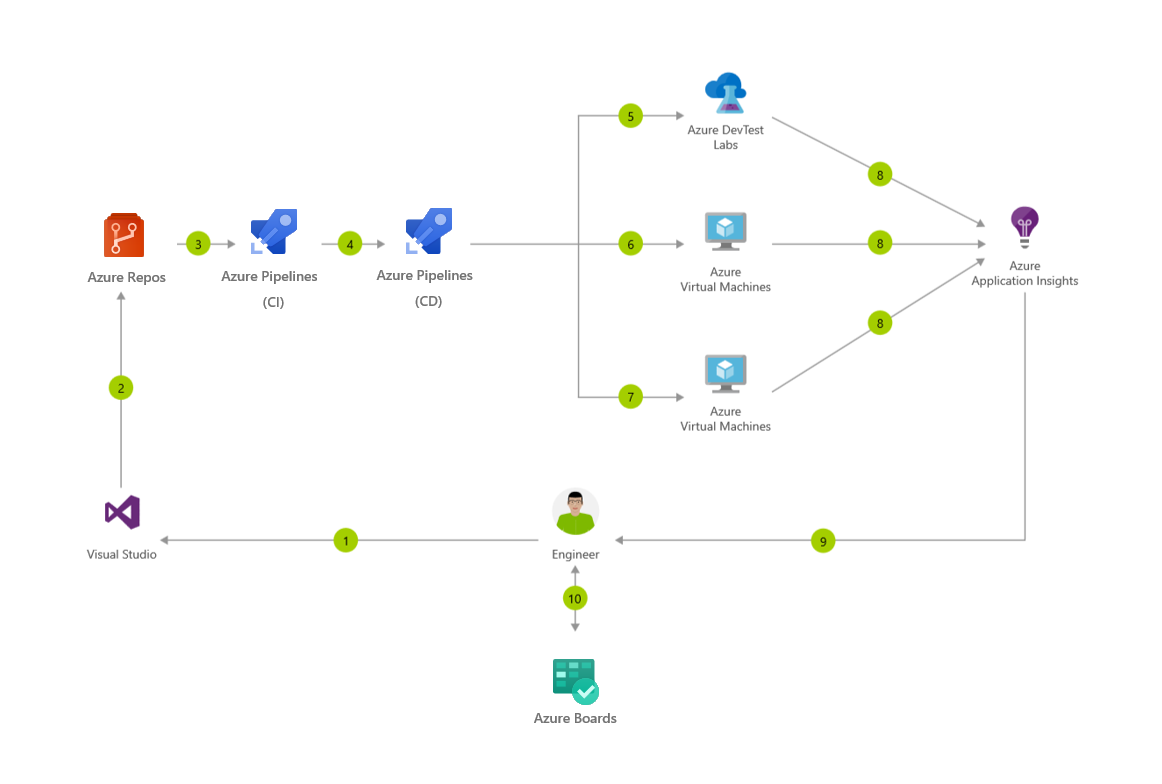 5
Azure DevTest
Labs
8
3
4
6
8
Azure Repos
Azure Pipelines
(CI)
Azure Pipelines
(CD)
Azure
Virtual Machines
Azure
Application Insights
8
2
7
Azure
Virtual Machines
Visual Studio
1
Engineer
9
10
Azure Boards